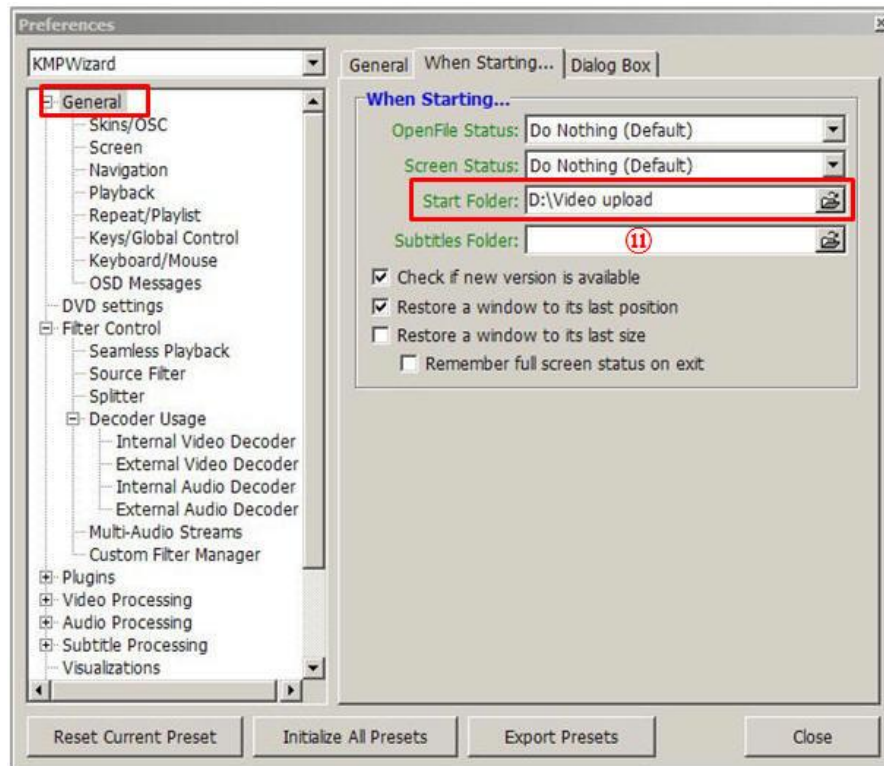 Preferences
KMPWizard
General
Skins/OSC
Screen
Navigation
Playback
Repeat/Playlist
Keys/Global Control
Keyboard/Mouse
OSD Messages
DVD settings
Filter Control
Seamless Playback
Source Filter
Splitter
Decoder Usage
Internal Video Decoder
External Video Decoder
Internal Audio Decoder
External Audio Decoder
Multi-Audio Streams
Custom Filter Manager
Plugins
Video Processing
Audio Processing
Subtitle Processing
Visualizations
General When Starting... Dialog Box
When Starting...
OpenFile Status: Do Nothing (Default)
Screen Status: Do Nothing (Default)
Start Folder: D:\Video upload
Subtitles Folder: ⑪
Check if new version is available
Restore a window to its last position
Restore a window to its last size
Remember full screen status on exit
Reset Current Preset Initialize All Presets Export Presets Close